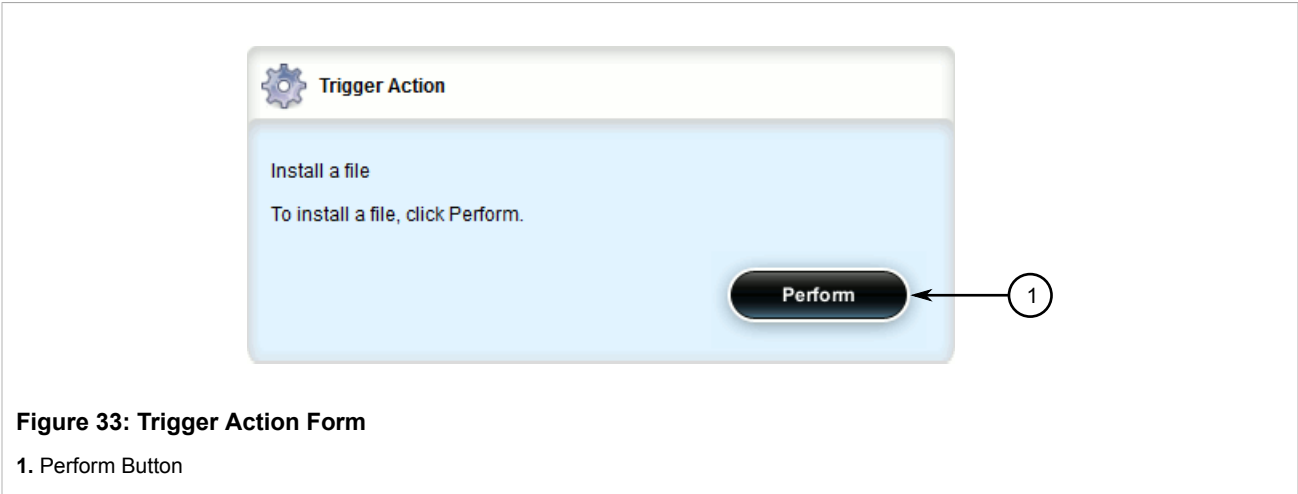 Trigger Action
Install a file
To install a file, click Perform.
Perform
1
Figure 33: Trigger Action Form
1. Perform Button